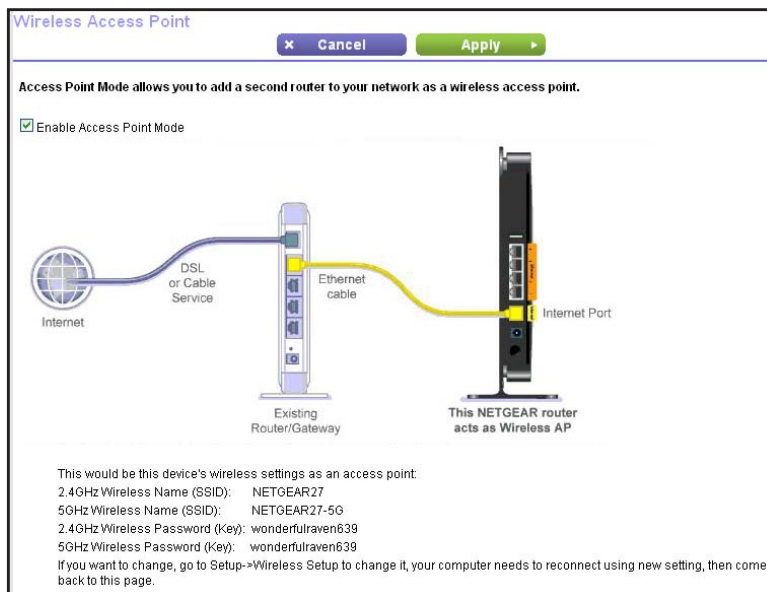 Wireless Access Point
× Cancel
Apply ▸
Access Point Mode allows you to add a second router to your network as a wireless access point.
Enable Access Point Mode
Internet
DSL
or Cable
Service
Ethernet
cable
Internet Port
Existing
Router/Gateway
This NETGEAR router
acts as Wireless AP
This would be this device's wireless settings as an access point:
2.4GHz Wireless Name (SSID): NETGEAR27
5GHz Wireless Name (SSID): NETGEAR27-5G
2.4GHz Wireless Password (Key): wonderfulraven639
5GHz Wireless Password (Key): wonderfulraven639
If you want to change, go to Setup->Wireless Setup to change it, your computer needs to reconnect using new setting, then come
back to this page.